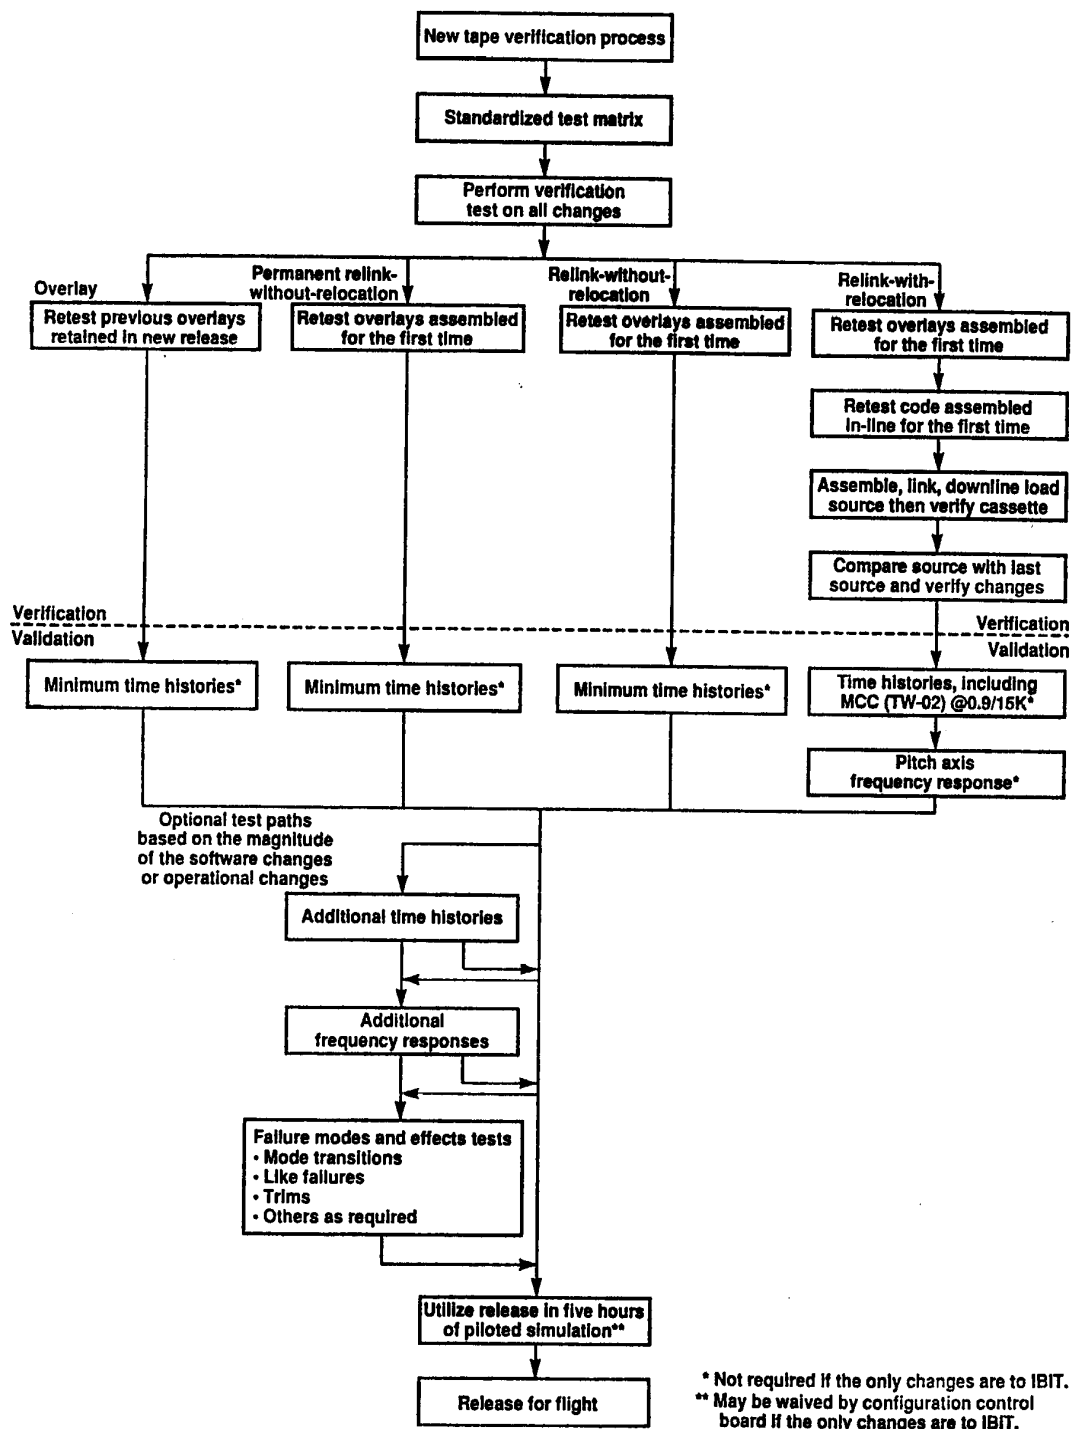 New tape verification process
Standardized test matrix
Perform verification
test on all changes
Overlay
Permanent relink-
without-relocation
Relink-without-
relocation
Relink-with-
relocation
Retest previous overlays
retained in new release
Retest overlays assembled
for the first time
Retest overlays assembled
for the first time
Retest overlays assembled
for the first time
Retest code assembled
in-line for the first time
Assemble, link, downline load
source then verify cassette
Compare source with last
source and verify changes
Verification
Validation
Verification
Validation
Minimum time histories*
Minimum time histories*
Minimum time histories*
Time histories, including
MCC (TW-02) @0.9/15K*
Pitch axis
frequency response*
Optional test paths
based on the magnitude
of the software changes
or operational changes
Additional time histories
Additional
frequency responses
Failure modes and effects tests
• Mode transitions
• Like failures
• Trims
• Others as required
Utilize release in five hours
of piloted simulation**
Release for flight
* Not required if the only changes are to IBIT.
** May be waived by configuration control
board if the only changes are to IBIT.